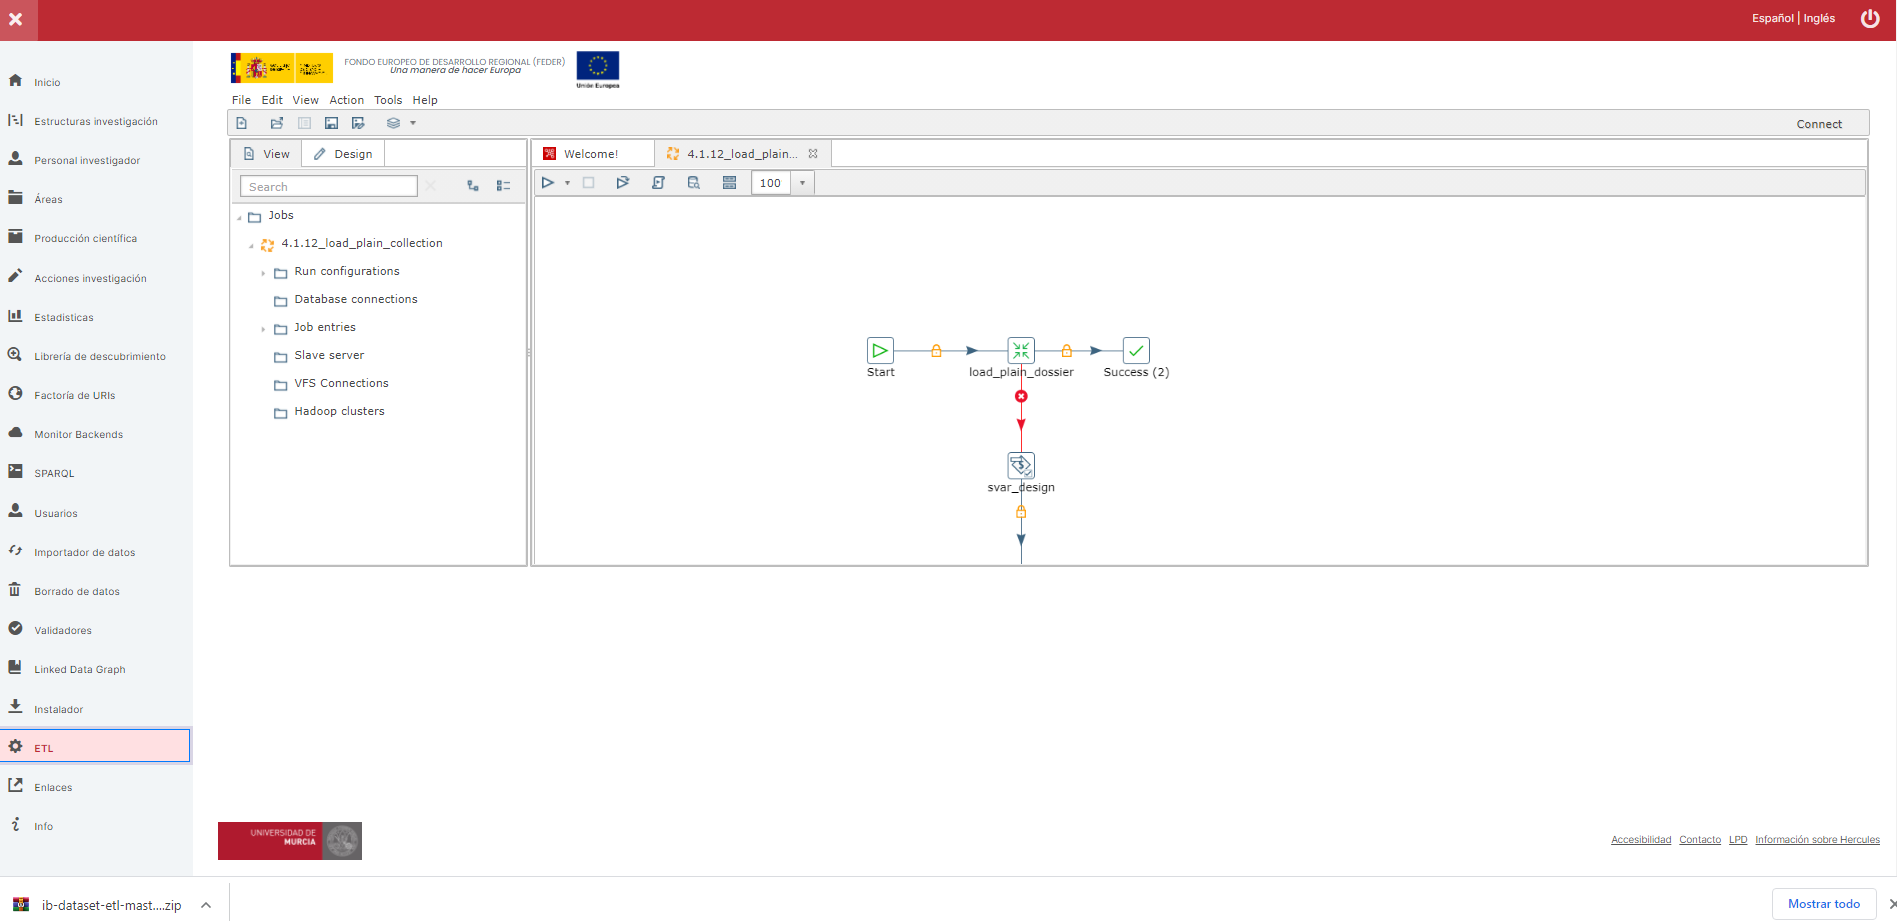 Español | Inglés
Inicio
Estructuras investigación
Personal investigador
Áreas
Producción científica
Acciones investigación
Estadisticas
Librería de descubrimiento
Factoría de URIs
Monitor Backends
SPARQL
Usuarios
Importador de datos
Borrado de datos
Validadores
Linked Data Graph
Instalador
ETL
Enlaces
Info
FONDO EUROPEO DE DESARROLLO REGIONAL (FEDER)
Una manera de hacer Europa
Unión Europea
File Edit View Action Tools Help
Connect
View Design
Search
Jobs
4.1.12_load_plain_collection
Run configurations
Database connections
Job entries
Slave server
VFS Connections
Hadoop clusters
Welcome! 4.1.12_load_plain...
100
Start
load_plain_dossier
Success (2)
svar_design
UNIVERSIDAD DE
MURCIA
Accesibilidad Contacto LPD Información sobre Hercules
ib-dataset-etl-mast....zip
Mostrar todo